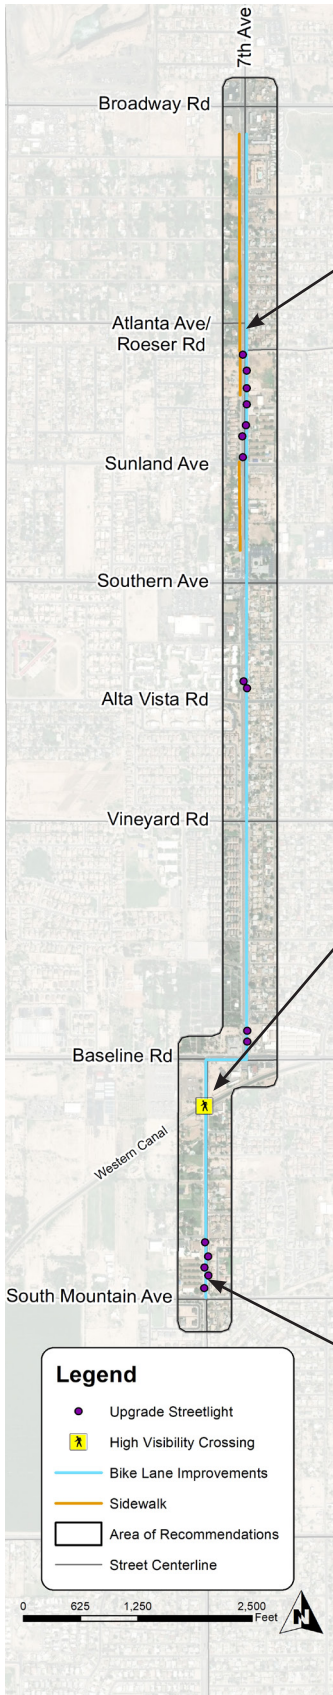 7th Ave
Broadway Rd
Atlanta Ave/
Roeser Rd
Sunland Ave
Southern Ave
Alta Vista Rd
Vineyard Rd
Baseline Rd
Western Canal
South Mountain Ave
Legend
Upgrade Streetlight
High Visibility Crossing
Bike Lane Improvements
Sidewalk
Area of Recommendations
Street Centerline
0 625 1,250 2,500
Feet
N